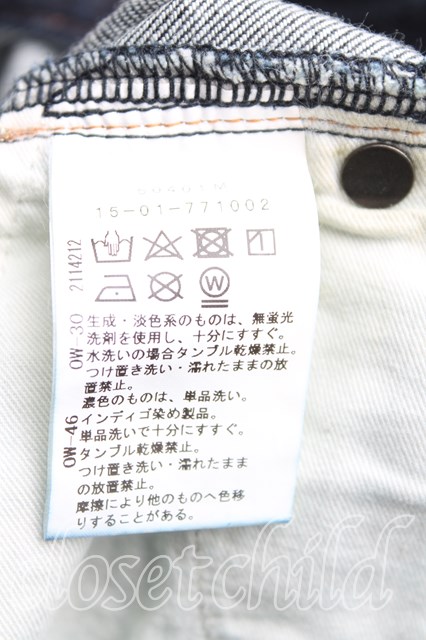 15-01-771002
2114212
W
OW-30
生成・淡色系のものは、無蛍光
洗剤を使用し、十分にすすぐ。
水洗いの場合タンブル乾燥禁止。
つけ置き洗い・濡れたままの放
置禁止。
濃色のものは、単品洗い。
OW-46
インディゴ染め製品。
単品洗いで十分にすすぐ。
タンブル乾燥禁止。
つけ置き洗い・濡れたまま
の放置禁止。
摩擦により他のものへ色移
りすることがある。
closetchild